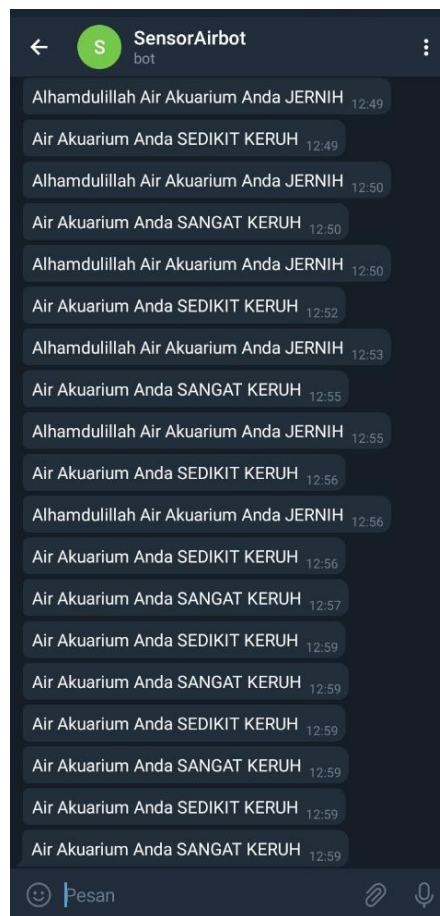 S
SensorAirbot
bot
Alhamdulillah Air Akuarium Anda JERNIH 12:49
Air Akuarium Anda SEDIKIT KERUH 12:49
Alhamdulillah Air Akuarium Anda JERNIH 12:50
Air Akuarium Anda SANGAT KERUH 12:50
Alhamdulillah Air Akuarium Anda JERNIH 12:50
Air Akuarium Anda SEDIKIT KERUH 12:52
Alhamdulillah Air Akuarium Anda JERNIH 12:53
Air Akuarium Anda SANGAT KERUH 12:55
Alhamdulillah Air Akuarium Anda JERNIH 12:55
Air Akuarium Anda SEDIKIT KERUH 12:56
Alhamdulillah Air Akuarium Anda JERNIH 12:56
Air Akuarium Anda SEDIKIT KERUH 12:56
Air Akuarium Anda SANGAT KERUH 12:57
Air Akuarium Anda SEDIKIT KERUH 12:59
Air Akuarium Anda SANGAT KERUH 12:59
Air Akuarium Anda SEDIKIT KERUH 12:59
Air Akuarium Anda SANGAT KERUH 12:59
Air Akuarium Anda SEDIKIT KERUH 12:59
Air Akuarium Anda SANGAT KERUH 12:59
Pesan